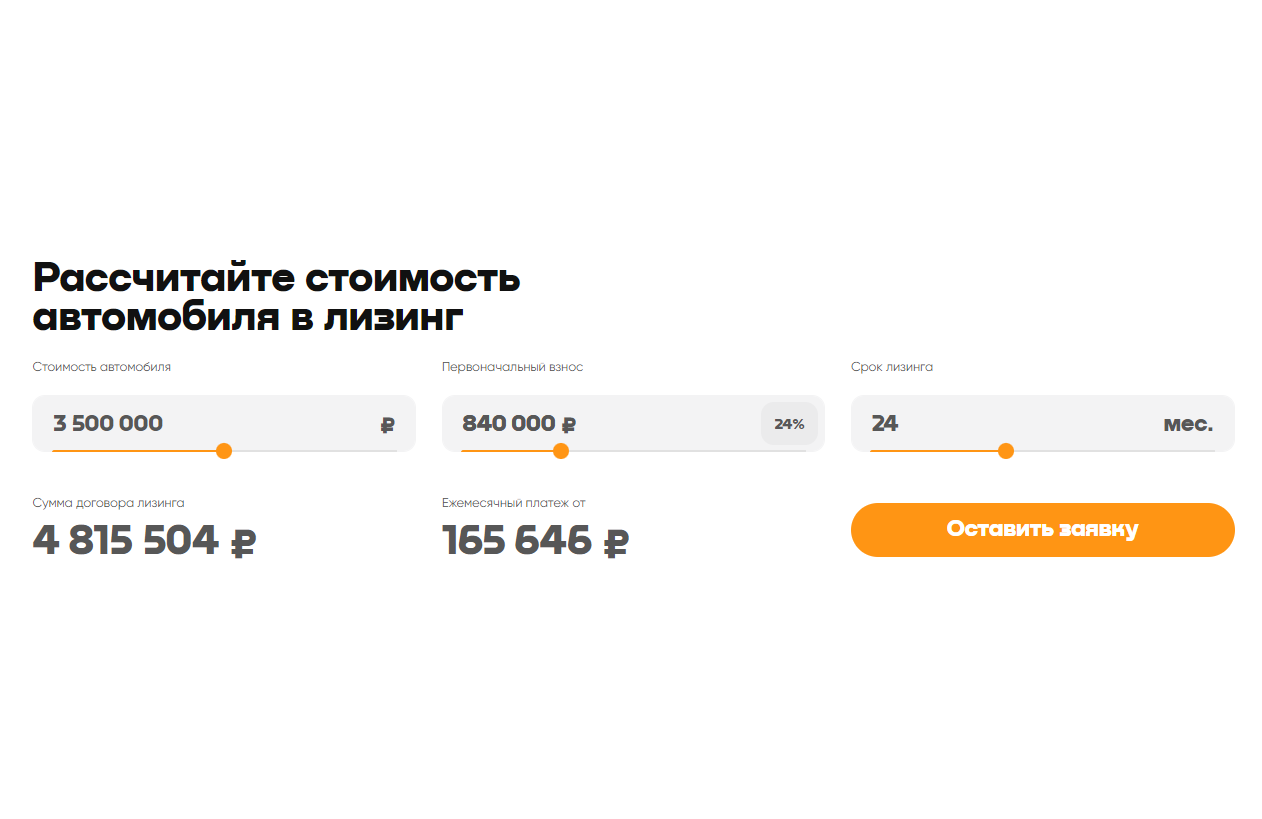 Рассчитайте стоимость
автомобиля в лизинг
Стоимость автомобиля
3 500 000 ₽
Первоначальный взнос
840 000 ₽ 24%
Срок лизинга
24 мес.
Сумма договора лизинга
4 815 504 ₽
Ежемесячный платеж от
165 646 ₽
Оставить заявку